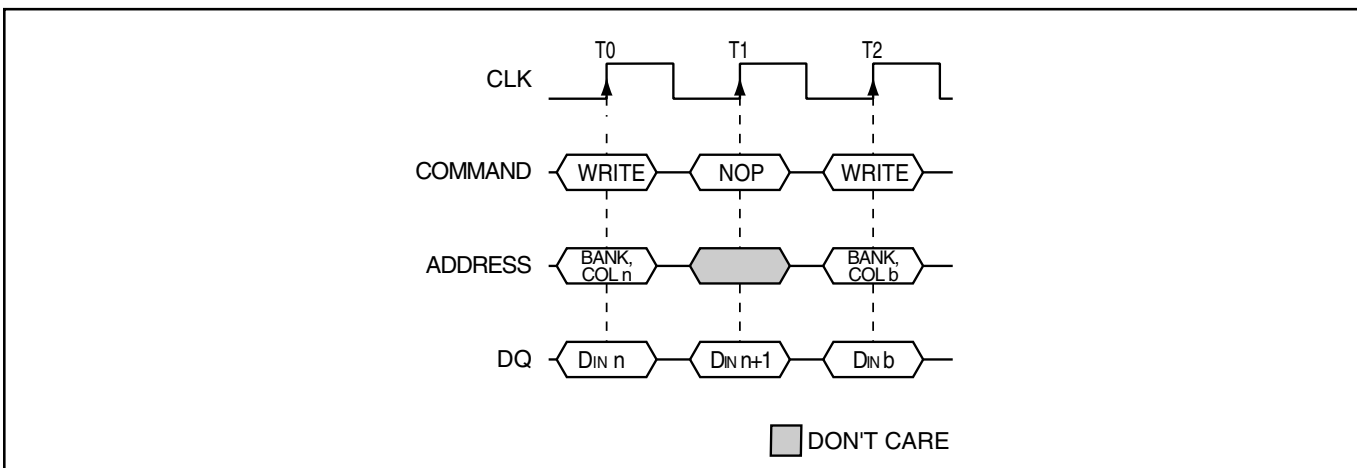 T0 T1 T2
CLK
COMMAND WRITE NOP WRITE
ADDRESS BANK, COL n BANK, COL b
DQ DIN n DIN n+1 DIN b
DON'T CARE